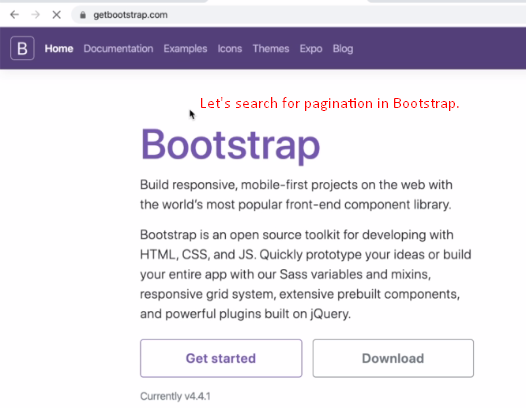 getbootstrap.com
B Home Documentation Examples Icons Themes Expo Blog
Let's search for pagination in Bootstrap.
Bootstrap
Build responsive, mobile-first projects on the web with
the world's most popular front-end component library.
Bootstrap is an open source toolkit for developing with
HTML, CSS, and JS. Quickly prototype your ideas or build
your entire app with our Sass variables and mixins,
responsive grid system, extensive prebuilt components,
and powerful plugins built on jQuery.
Get started Download
Currently v4.4.1